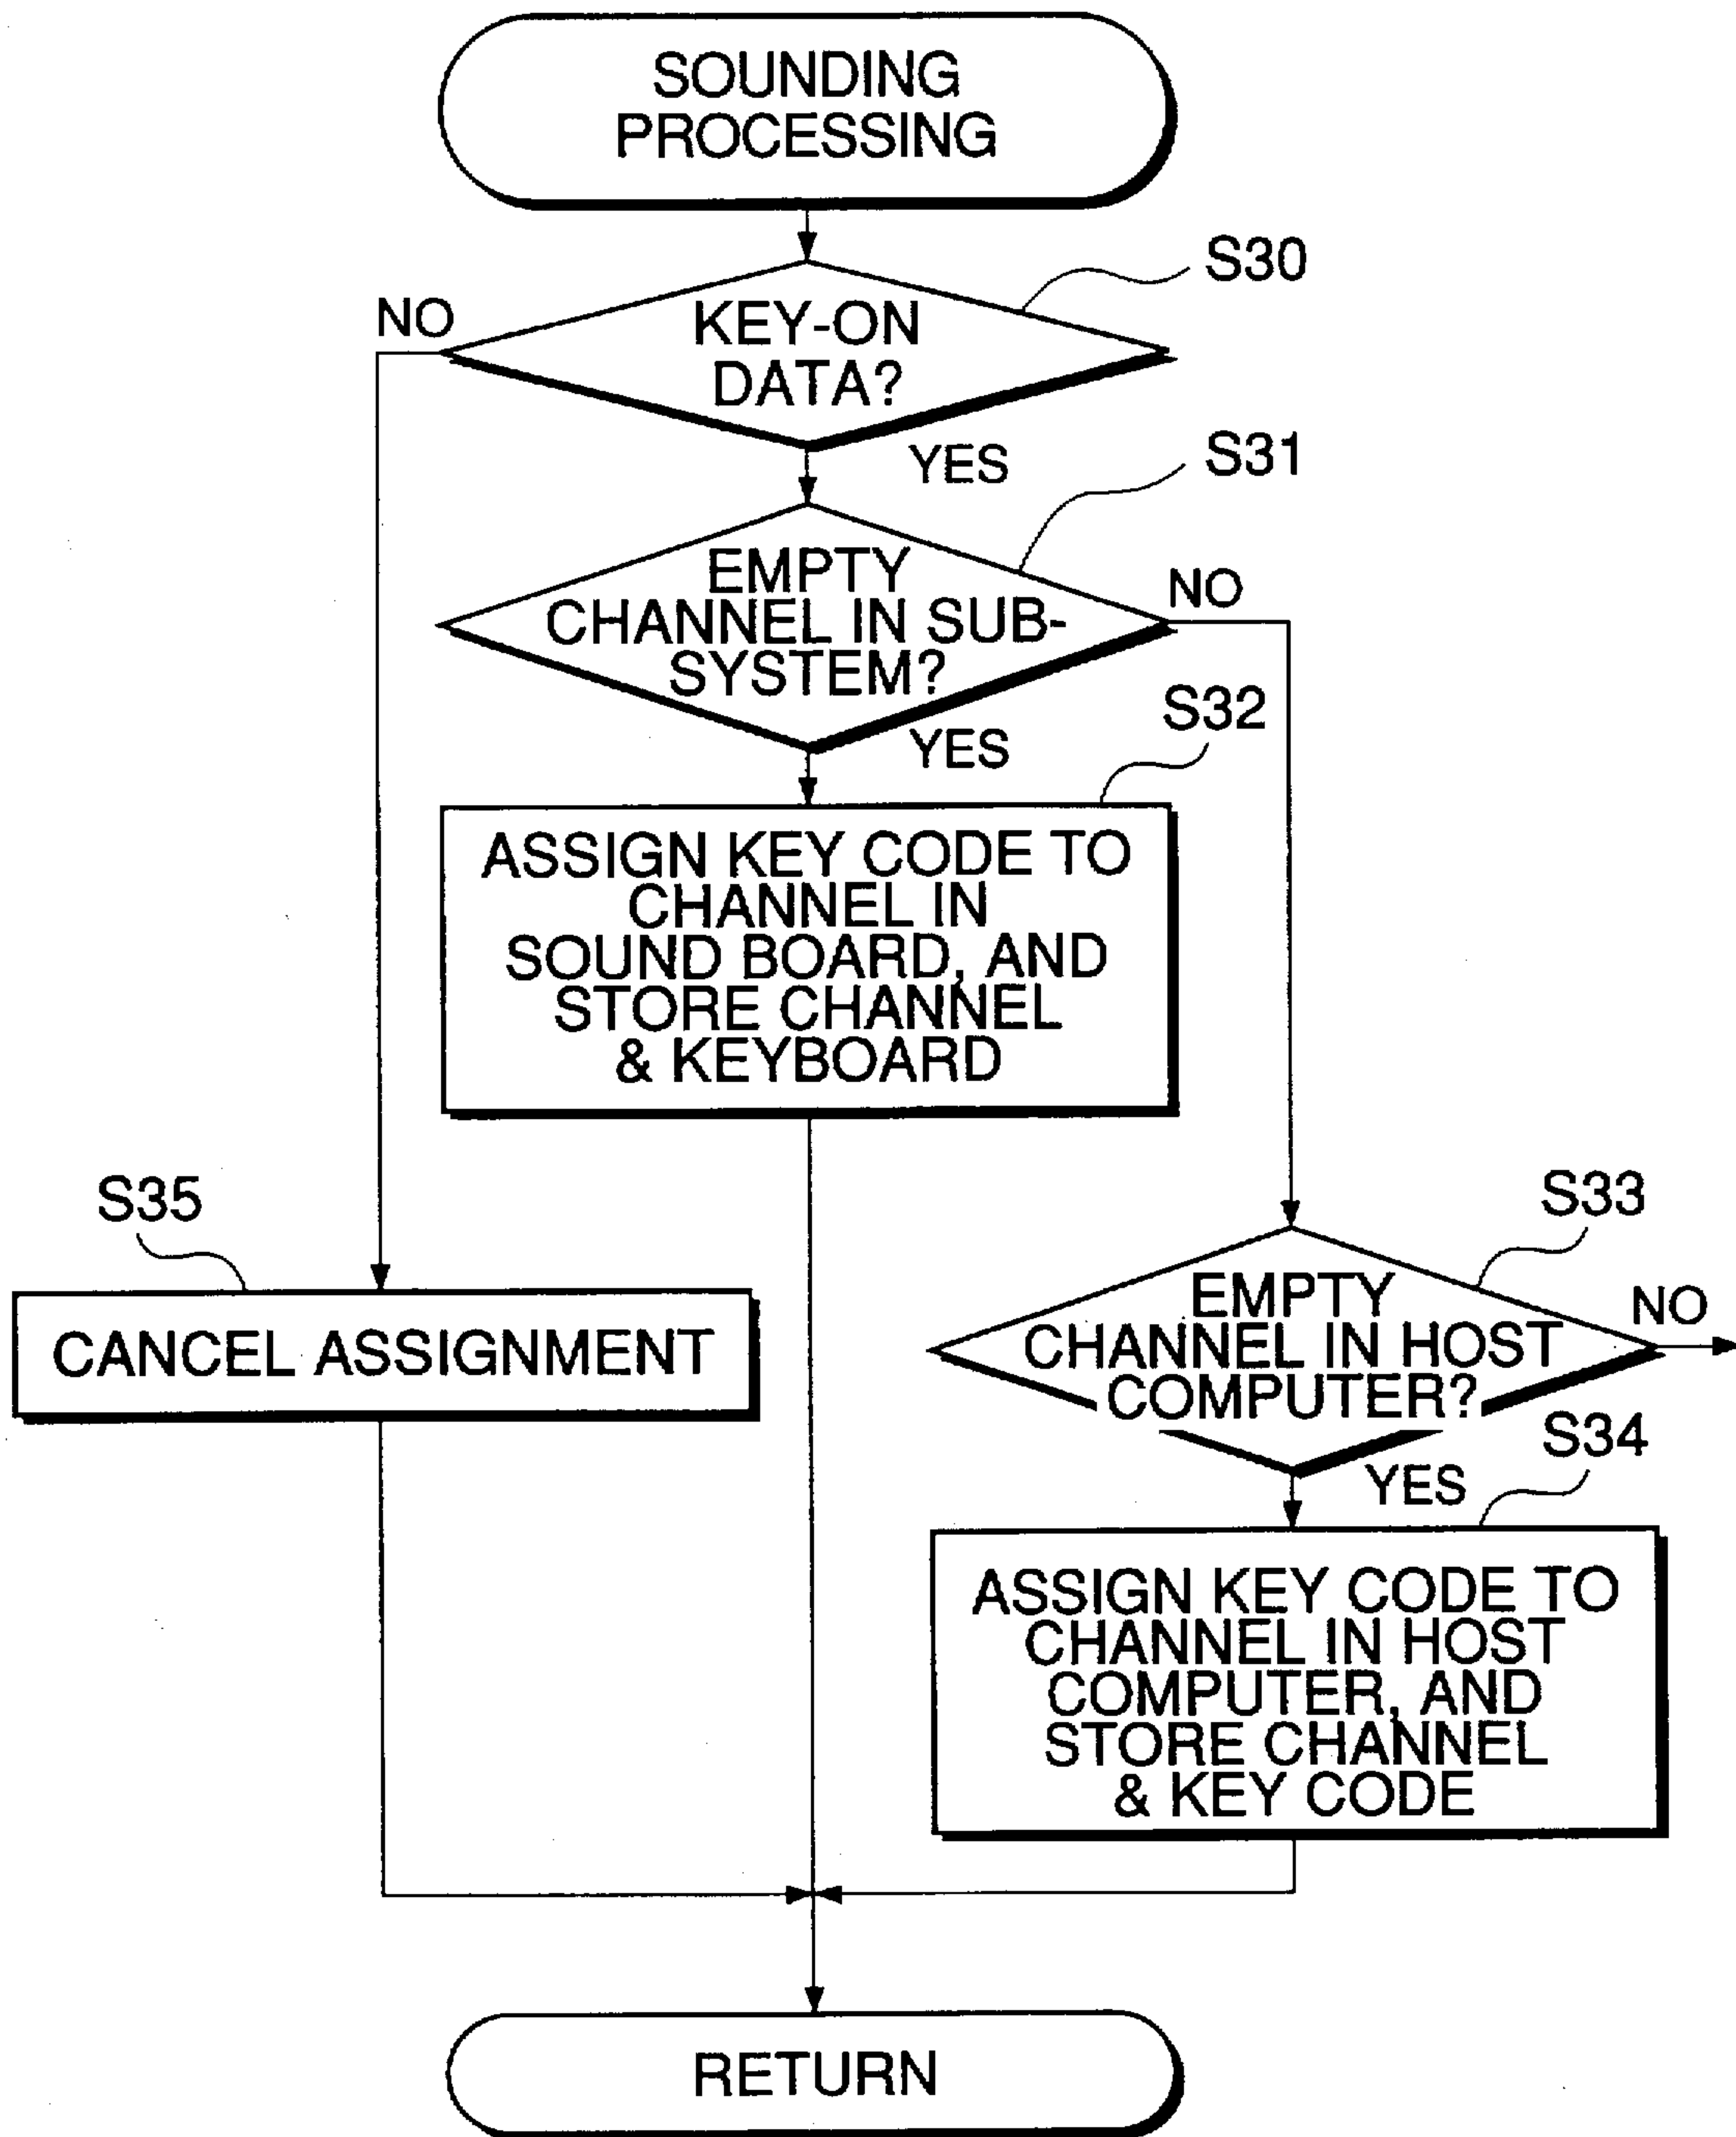 SOUNDING
PROCESSING
S30
NO
KEY-ON
DATA?
YES
S31
EMPTY
CHANNEL IN SUB-
SYSTEM?
NO
YES
S32
ASSIGN KEY CODE TO
CHANNEL IN
SOUND BOARD, AND
STORE CHANNEL
& KEYBOARD
S35
CANCEL ASSIGNMENT
S33
EMPTY
CHANNEL IN HOST
COMPUTER?
NO
YES
S34
ASSIGN KEY CODE TO
CHANNEL IN HOST
COMPUTER, AND
STORE CHANNEL
& KEY CODE
RETURN